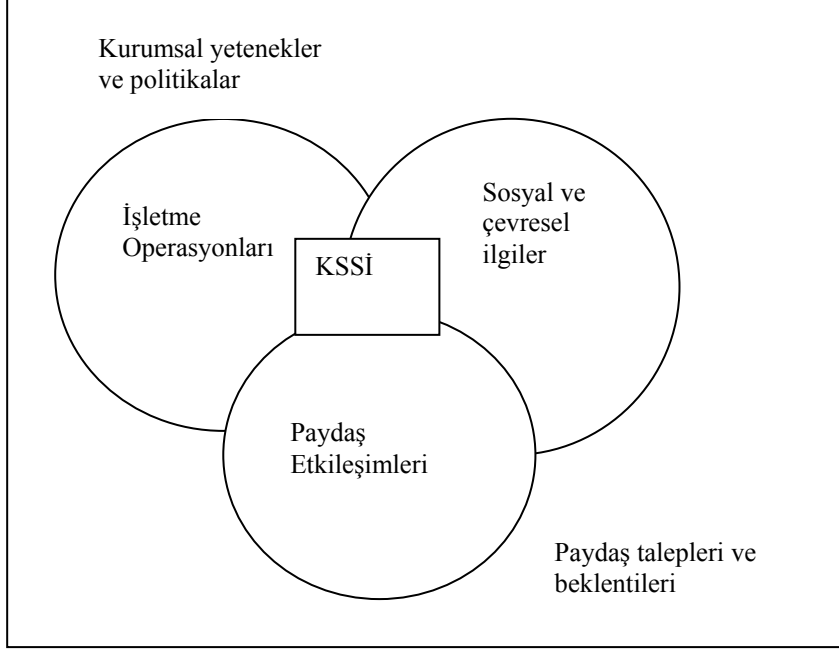 Kurumsal yetenekler
ve politikalar
İşletme
Operasyonları
Sosyal ve
çevresel
ilgiler
KSSİ
Paydaş
Etkileşimleri
Paydaş talepleri ve
beklentileri